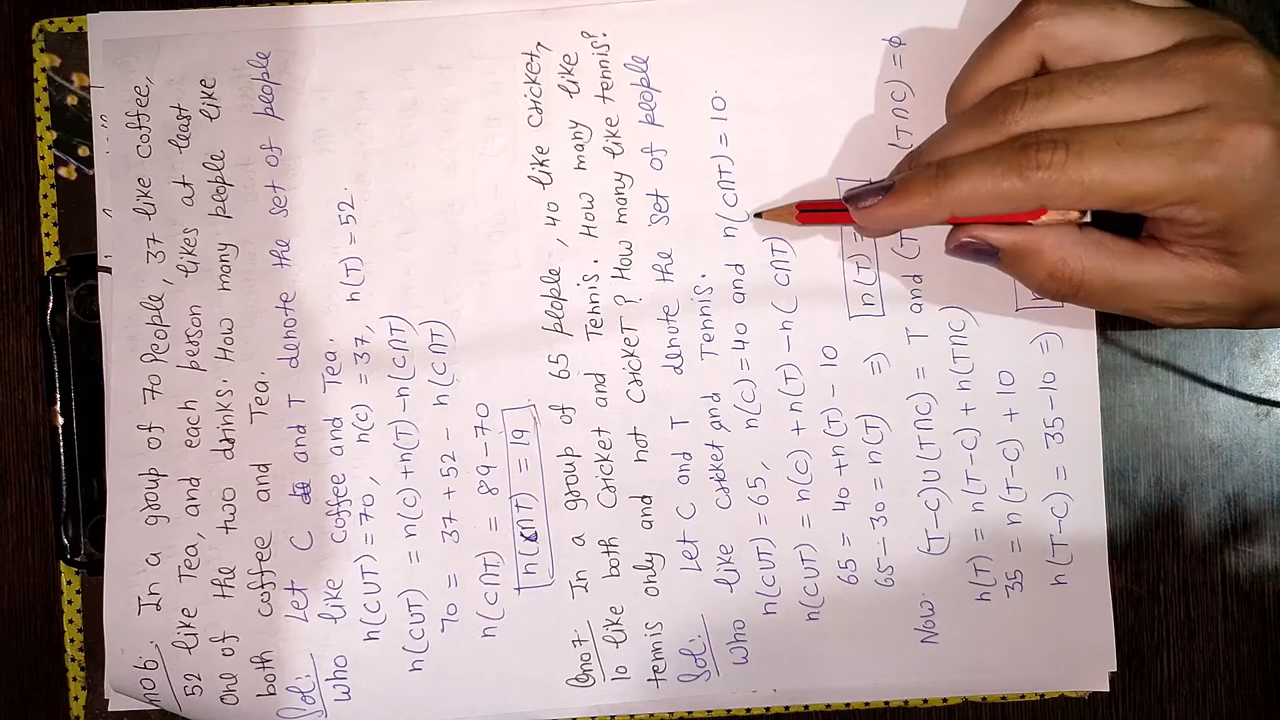 no 6. In a group of 70 People, 37 like coffee,
52 like Tea, and each person likes at least
one of the two drinks. How many people like
both coffee and Tea.
Sol: Let C and T denote the set of people
who like coffee and Tea.
n(C∪T) = 70, n(C) = 37, n(T) = 52.
n(C∪T) = n(C) + n(T) - n(C∩T)
70 = 37 + 52 - n(C∩T)
n(C∩T) = 89 - 70
n(C∩T) = 19
Qno7 In a group of 65 people, 40 like cricket,
10 like both Cricket and Tennis. How many like
tennis only and not cricket? How many like tennis?
Sol: Let C and T denote the set of people
who like cricket and Tennis.
n(C∪T) = 65, n(C) = 40 and n(C∩T) = 10.
n(C∪T) = n(C) + n(T) - n(C∩T)
65 = 40 + n(T) - 10
65 - 30 = n(T) ⇒ n(T) =
Now. (T-C)∪(T∩C) = T and (T (T∩C) = ϕ
n(T) = n(T-C) + n(T∩C)
35 = n(T-C) + 10
n(T-C) = 35 - 10 ⇒